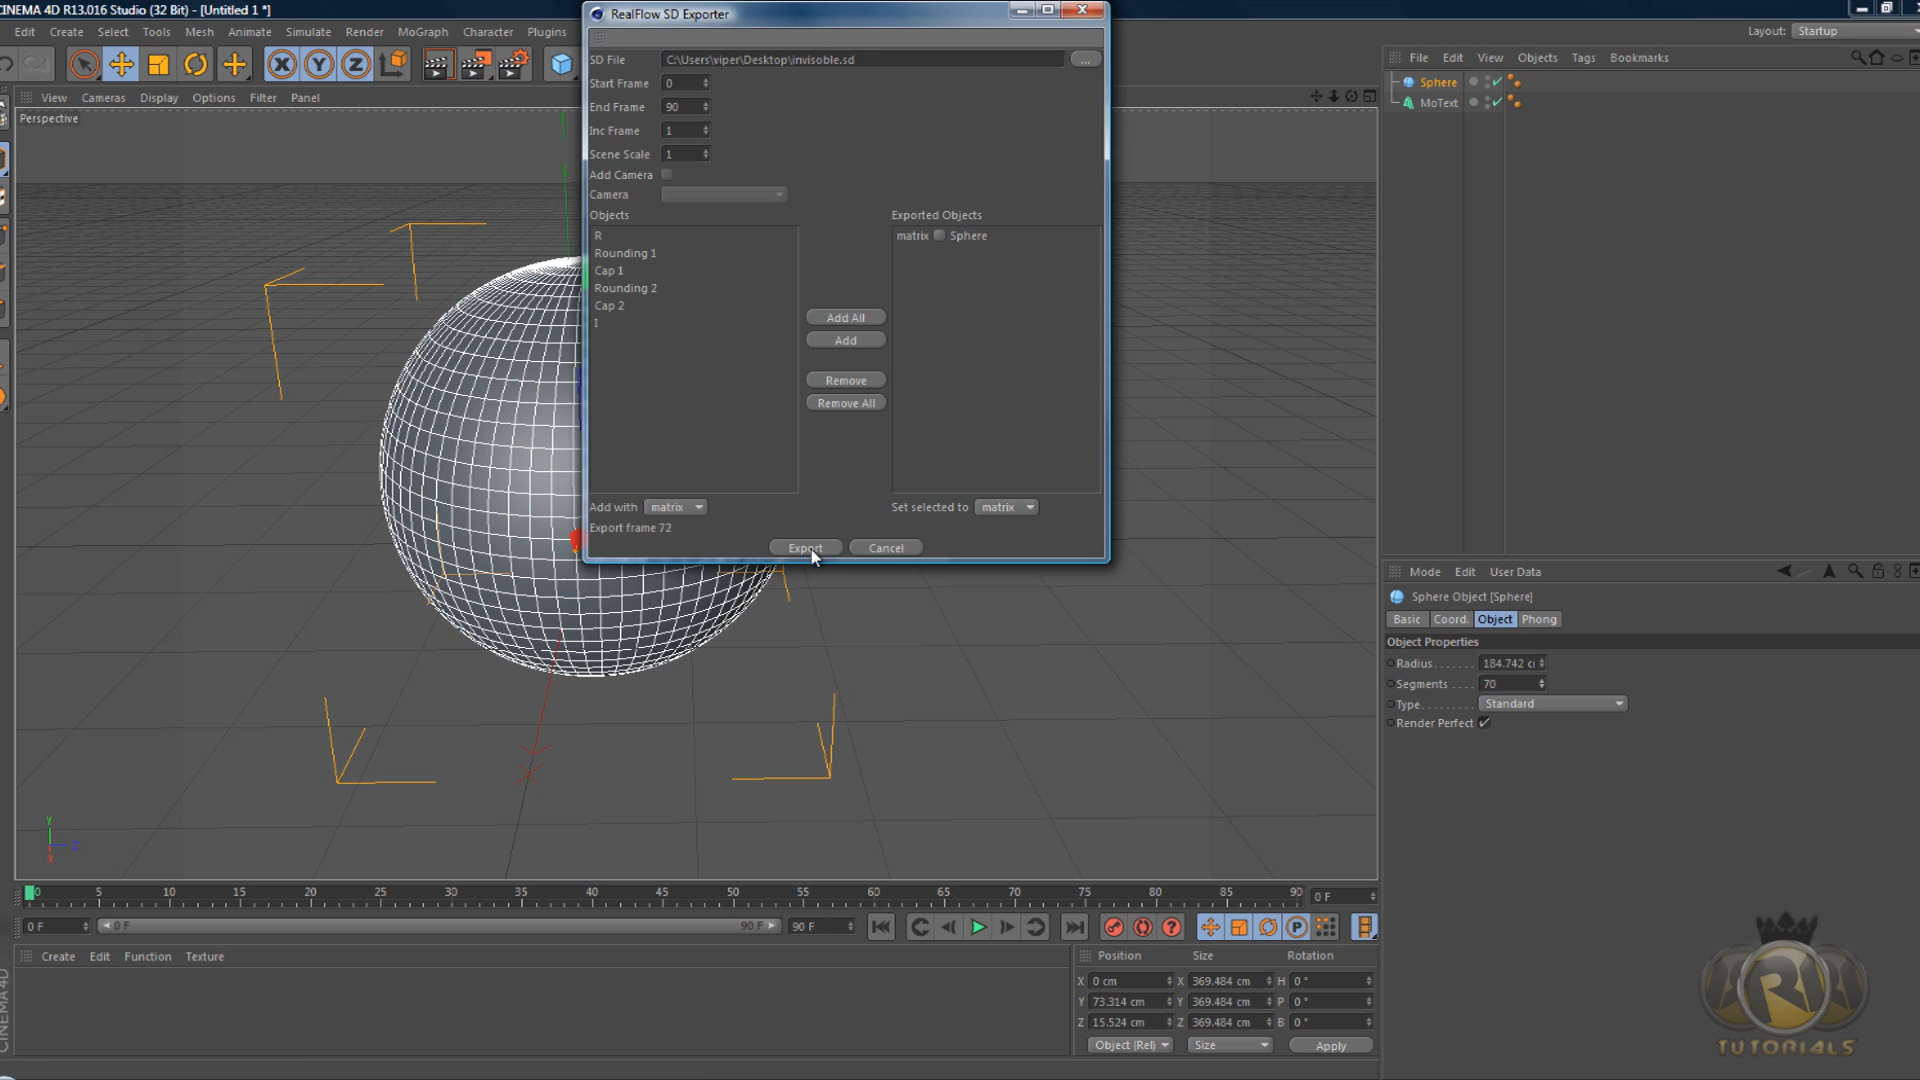 CINEMA 4D R13.016 Studio (32 Bit) - [Untitled 1 *]
RealFlow SD Exporter
Edit Create Select Tools Mesh Animate Simulate Render MoGraph Character Plugins
Layout: Startup
SD File C:\Users\viper\Desktop\invisoble.sd ...
Start Frame 0
End Frame 90
Inc Frame 1
Scene Scale 1
Add Camera
Camera
Objects
Exported Objects
R
Rounding 1
Cap 1
Rounding 2
Cap 2
I
matrix Sphere
Add All
Add
Remove
Remove All
Add with matrix
Set selected to matrix
Export frame 72
Export Cancel
View Cameras Display Options Filter Panel
Perspective
X Y Z
File Edit View Objects Tags Bookmarks
Sphere
MoText
Mode Edit User Data
Sphere Object [Sphere]
Basic Coord. Object Phong
Object Properties
Radius....... 184.742 c
Segments .... 70
Type......... Standard
Render Perfect
Y
Z
X
0 5 10 15 20 25 30 35 40 45 50 55 60 65 70 75 80 85 90 0 F
0 F 0 F 90 F 90 F P
Create Edit Function Texture
Position Size Rotation
X 0 cm X 369.484 cm H 0 °
Y 73.314 cm Y 369.484 cm P 0 °
Z 15.524 cm Z 369.484 cm B 0 °
Object (Rel) Size Apply
CINEMA 4D
R R R
TUTORIALS